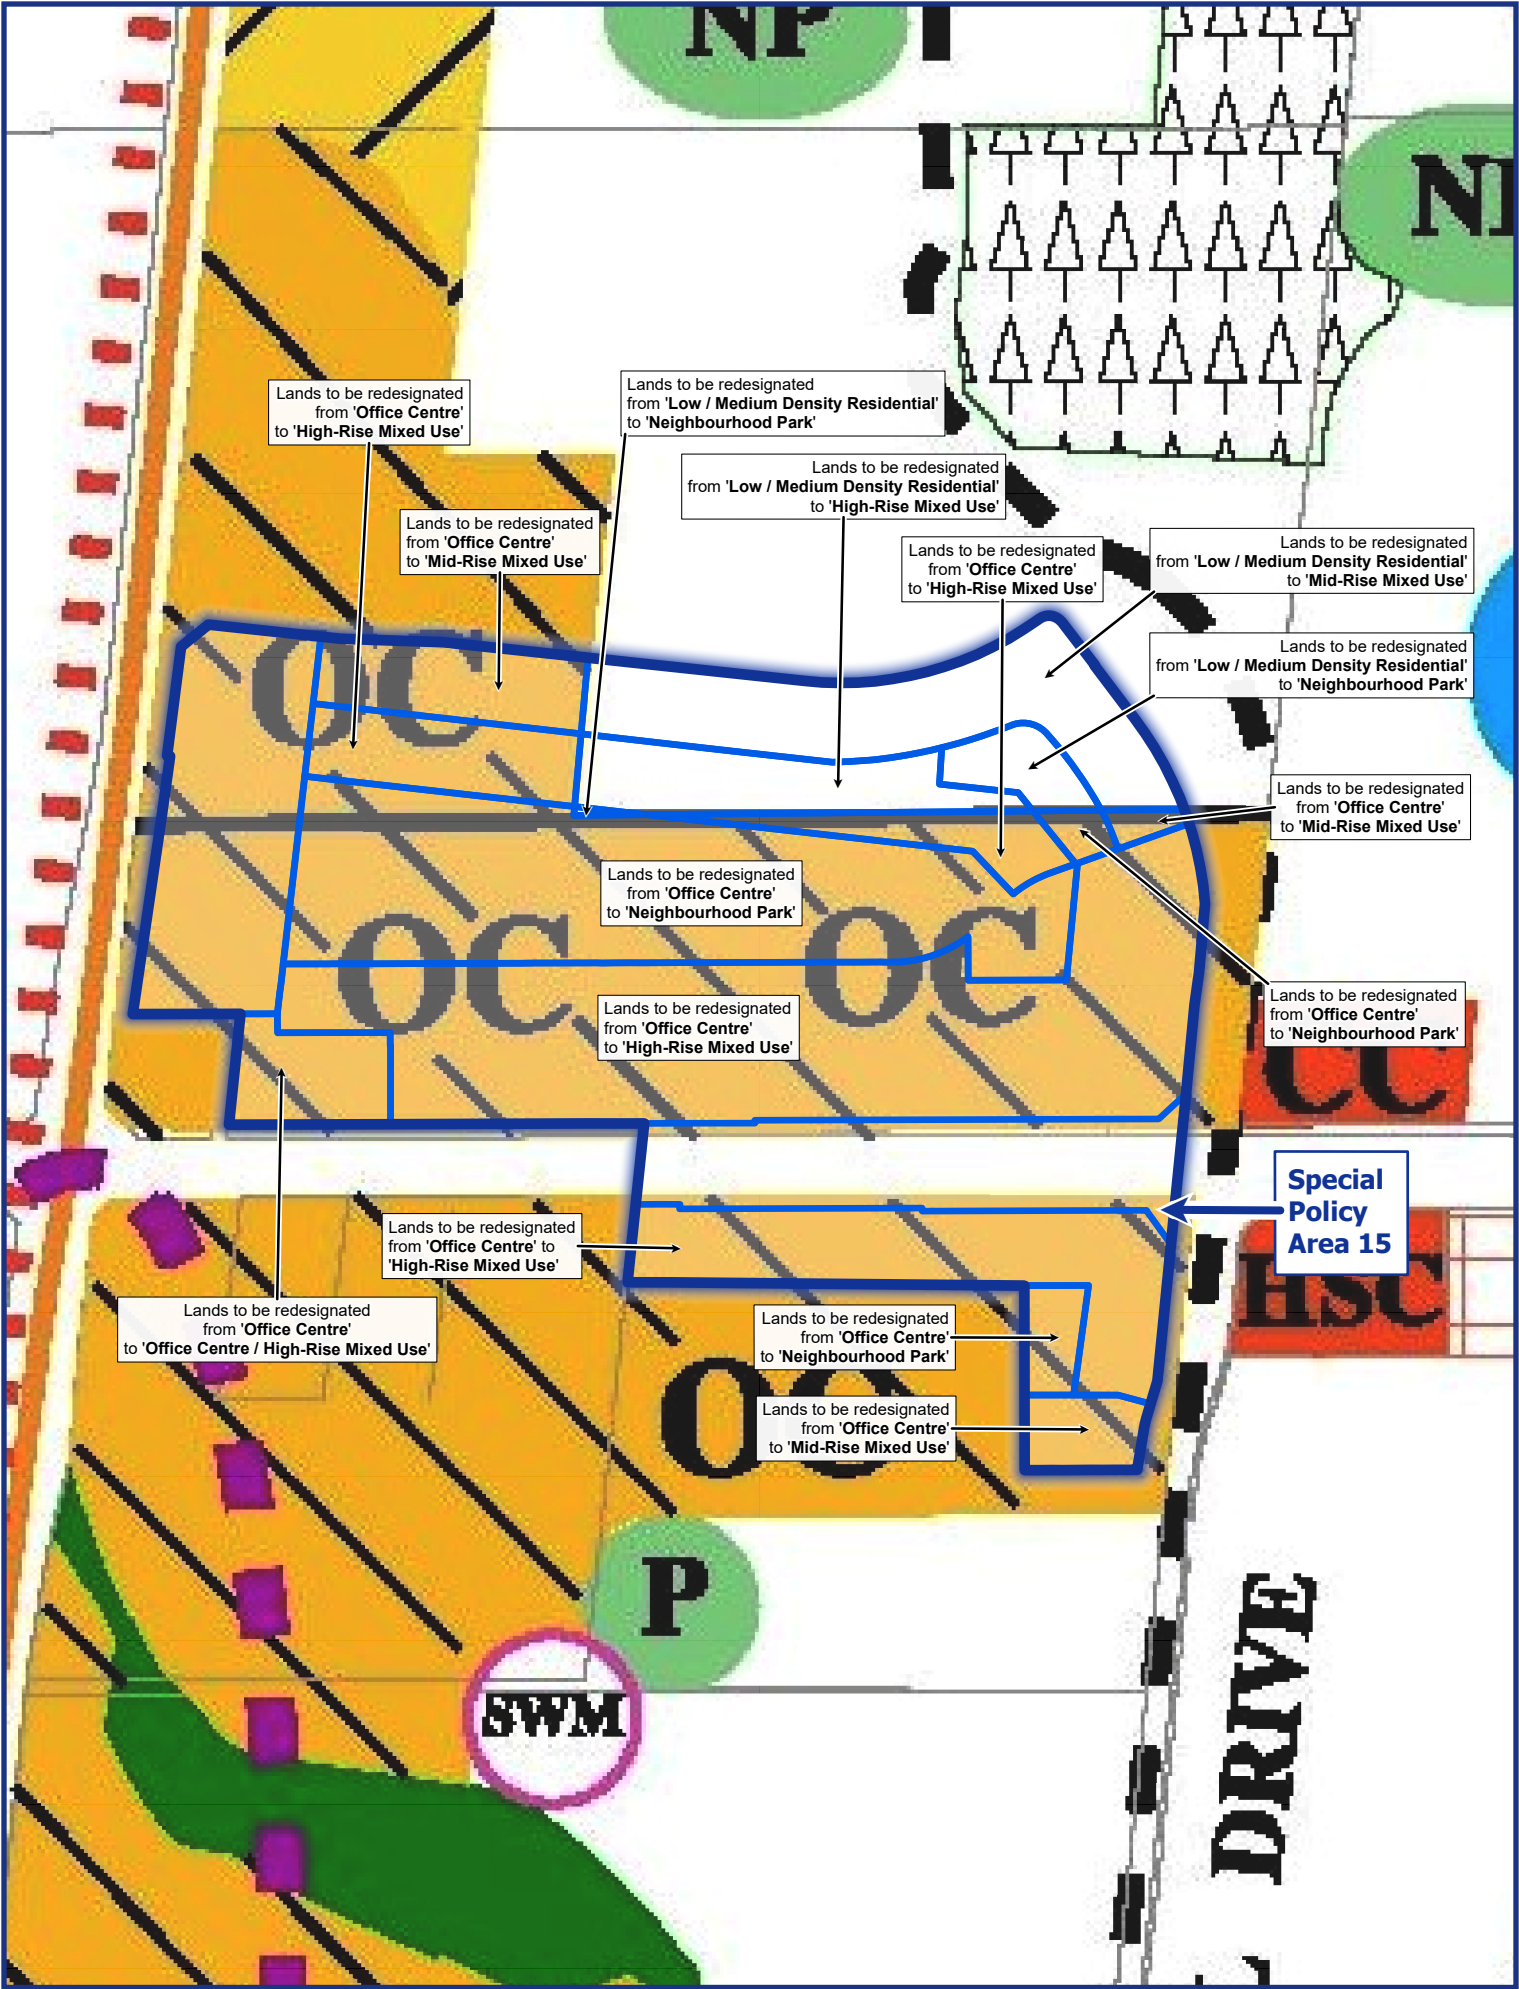 NP
Lands to be redesignated
from 'Office Centre'
to 'High-Rise Mixed Use'
Lands to be redesignated
from 'Low / Medium Density Residential'
to 'Neighbourhood Park'
Lands to be redesignated
from 'Low / Medium Density Residential'
to 'High-Rise Mixed Use'
Lands to be redesignated
from 'Office Centre'
to 'Mid-Rise Mixed Use'
Lands to be redesignated
from 'Office Centre'
to 'High-Rise Mixed Use'
Lands to be redesignated
from 'Low / Medium Density Residential'
to 'Mid-Rise Mixed Use'
Lands to be redesignated
from 'Low / Medium Density Residential'
to 'Neighbourhood Park'
OC
Lands to be redesignated
from 'Office Centre'
to 'Mid-Rise Mixed Use'
Lands to be redesignated
from 'Office Centre'
to 'Neighbourhood Park'
OC
OC
Lands to be redesignated
from 'Office Centre'
to 'High-Rise Mixed Use'
Lands to be redesignated
from 'Office Centre'
to 'Neighbourhood Park'
CC
Special
Policy
Area 15
Lands to be redesignated
from 'Office Centre' to
'High-Rise Mixed Use'
HSC
Lands to be redesignated
from 'Office Centre'
to 'Office Centre / High-Rise Mixed Use'
Lands to be redesignated
from 'Office Centre'
to 'Neighbourhood Park'
OC
Lands to be redesignated
from 'Office Centre'
to 'Mid-Rise Mixed Use'
P
SWM
DRIVE